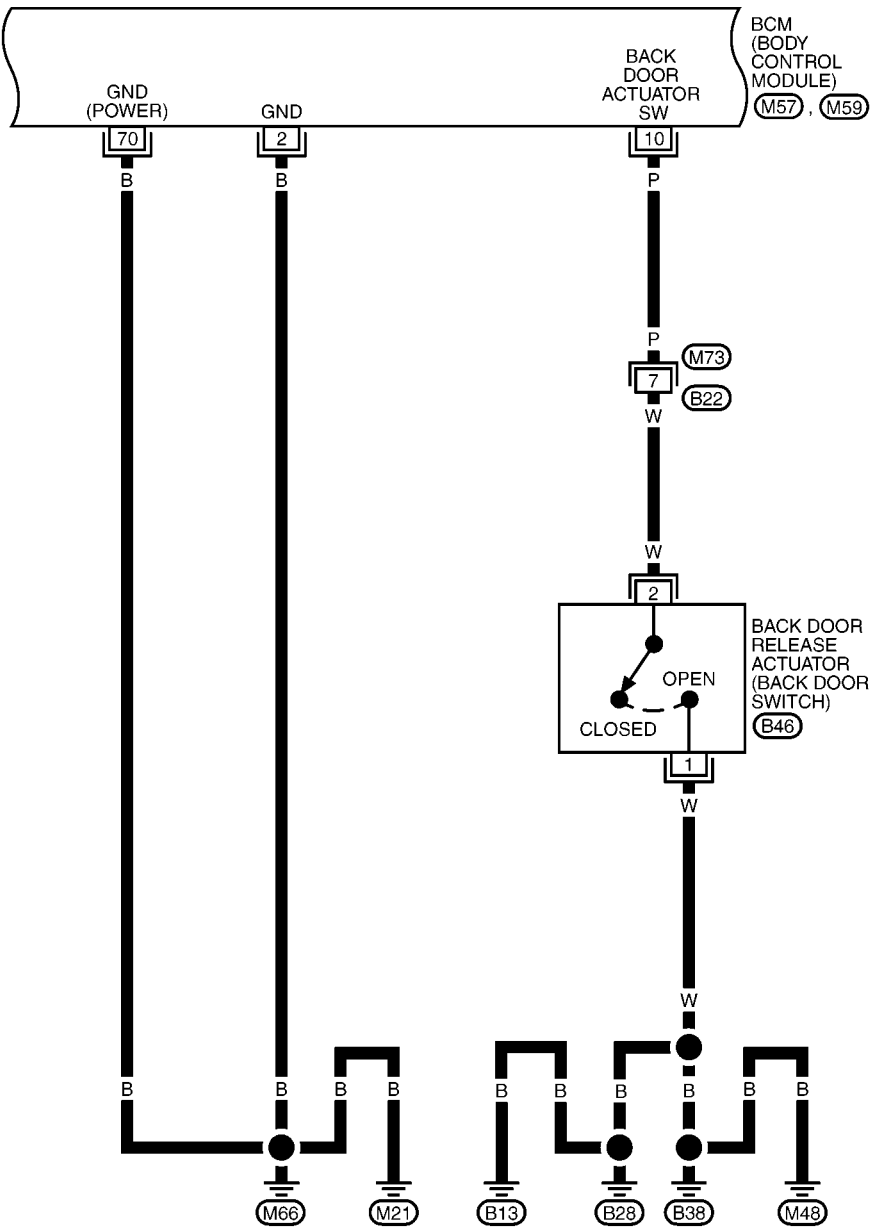 BCM
(BODY
CONTROL
MODULE)
M57 , M59
GND
(POWER)
GND
BACK
DOOR
ACTUATOR
SW
70
2
10
B
B
P
P
M73
7
B22
W
W
2
BACK DOOR
RELEASE
ACTUATOR
(BACK DOOR
SWITCH)
B46
OPEN
CLOSED
1
W
W
B
B
B
B
B
B
B
B
B
B
M66
M21
B13
B28
B38
M48